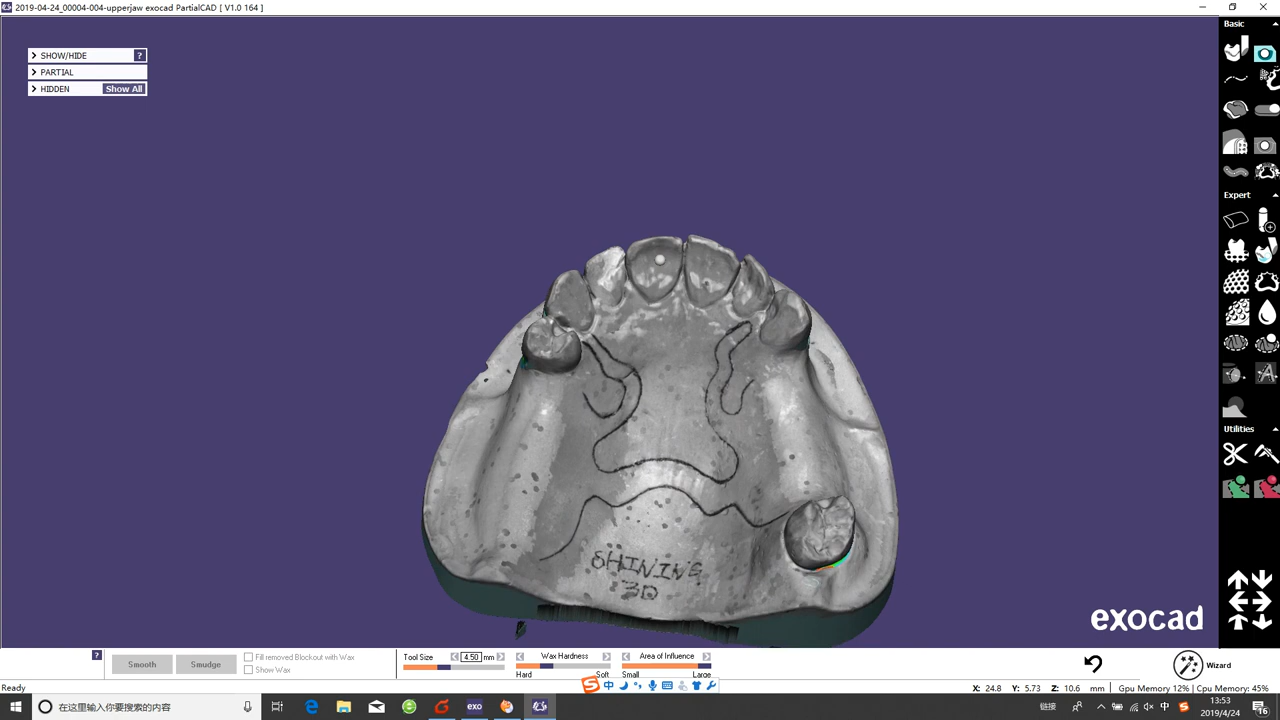 2019-04-24_00004-004-upperjaw exocad PartialCAD [ V1.0 164 ]
SHOW/HIDE ?
PARTIAL
HIDDEN Show All
Basic
Expert
Utilities
SHINING
3D
exocad
?
Smooth
Smudge
Fill removed Blockout with Wax
Show Wax
Tool Size 4.50 mm
Wax Hardness
Hard Soft
Area of Influence
Small Large
Wizard
Ready
X: 24.8 Y: 5.73 Z: 10.6 mm Gpu Memory 12% | Cpu Memory: 45%
中
在这里输入你要搜索的内容
exo
链接
中
13:53
2019/4/24
16